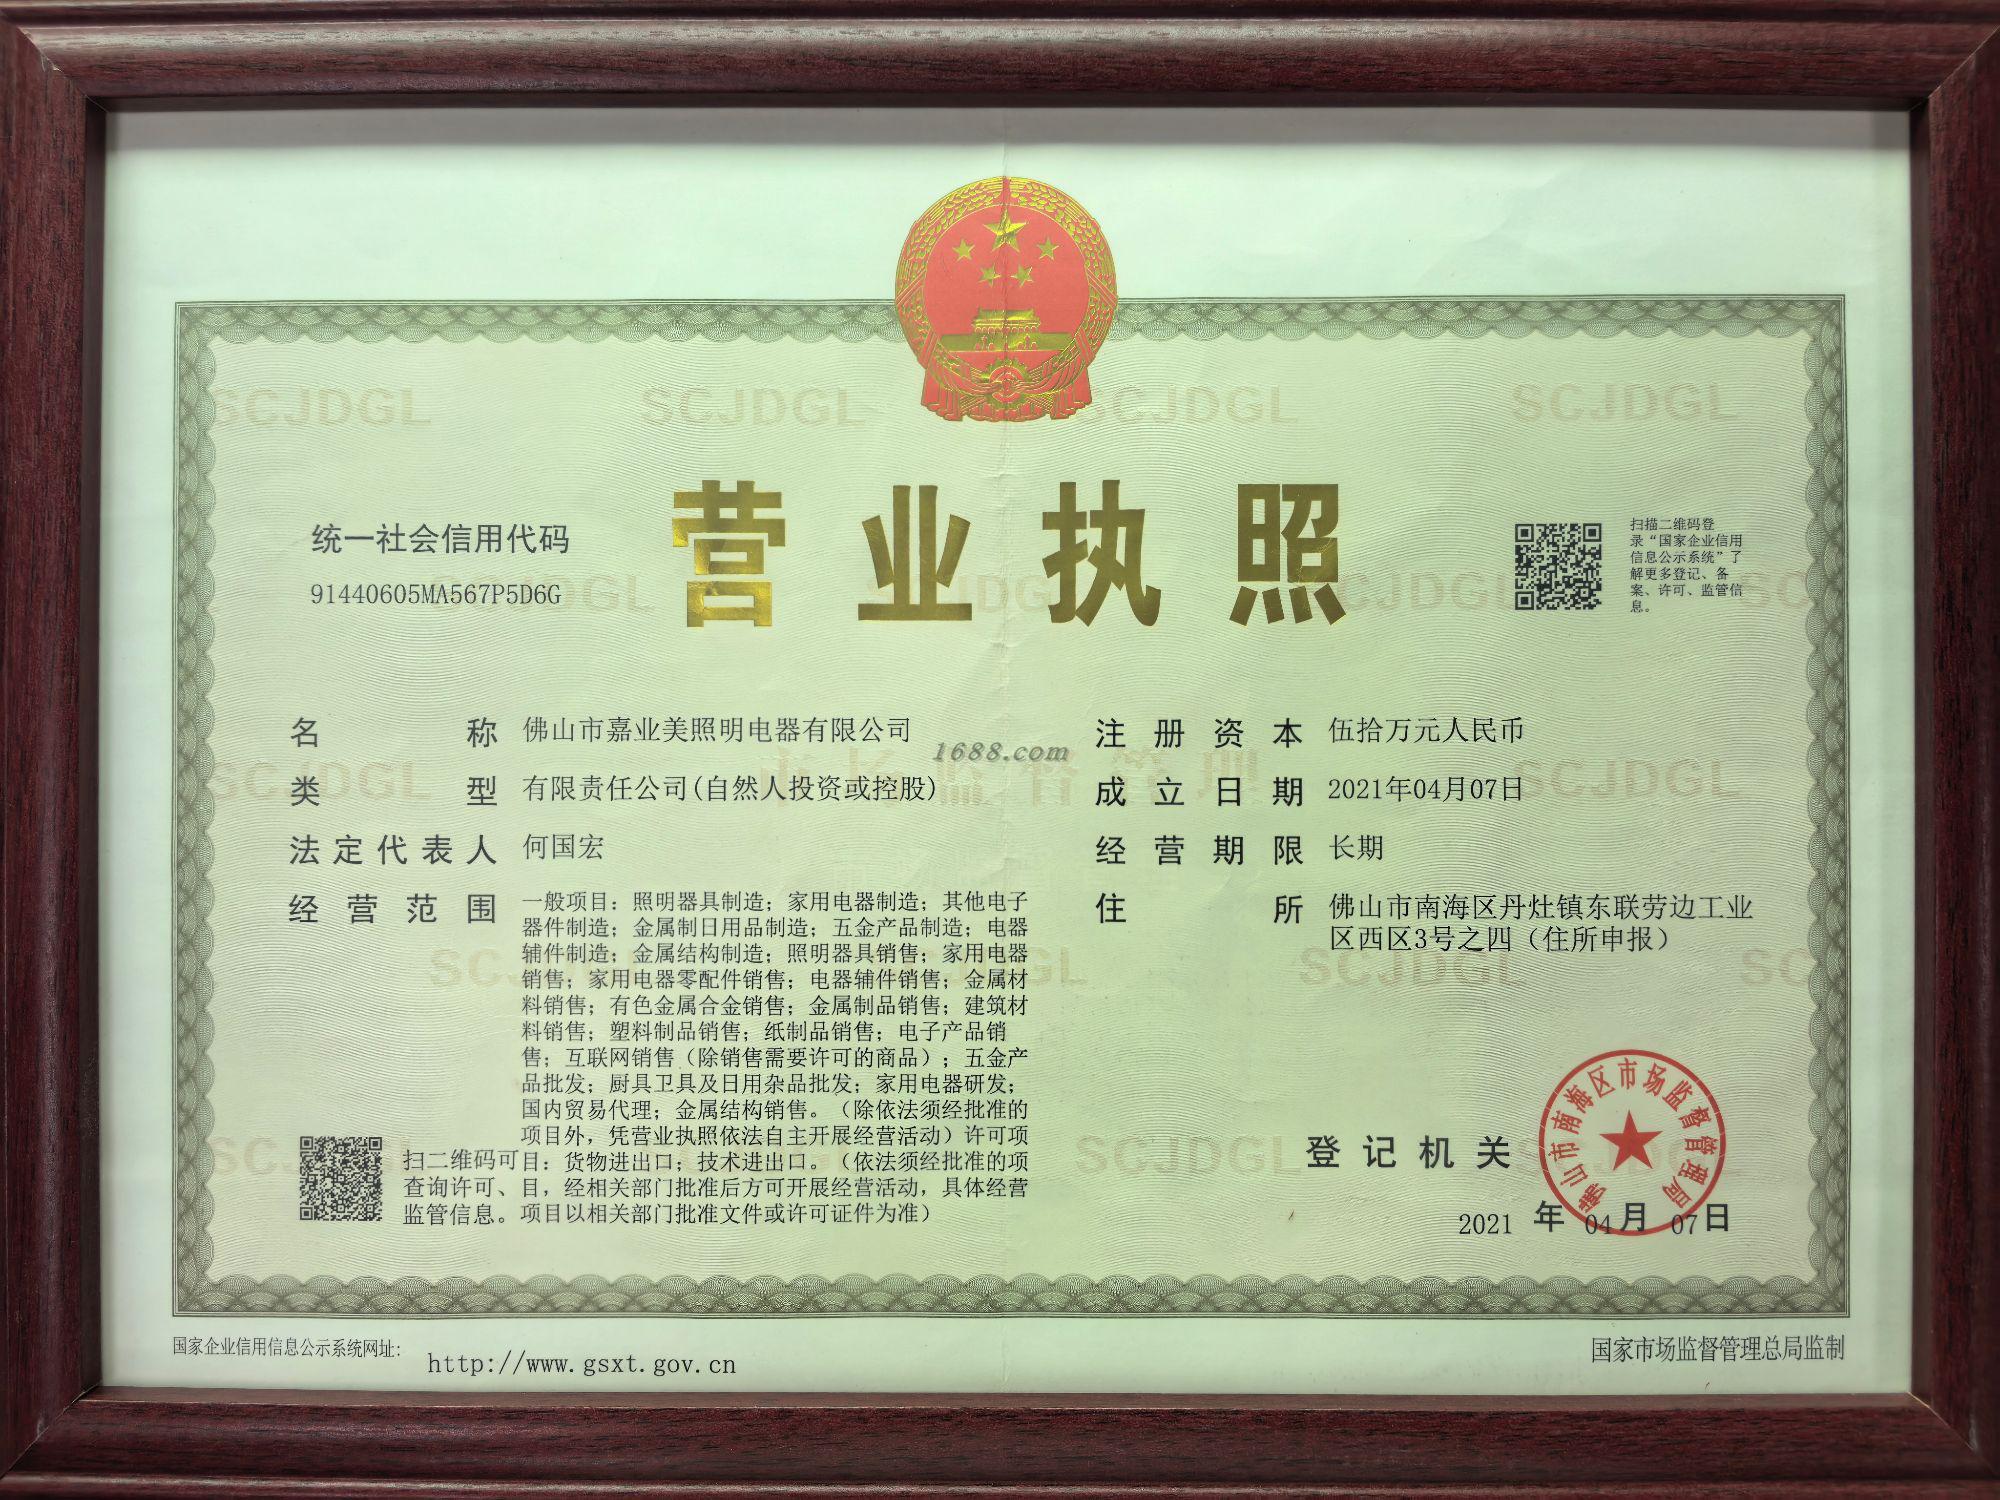 营业执照
统一社会信用代码
91440605MA567P5D6G
扫描二维码登
录“国家企业信用
信息公示系统”了
解更多登记、备
案、许可、监管信
息。
名称 佛山市嘉业美照明电器有限公司
类型 有限责任公司(自然人投资或控股)
法定代表人 何国宏
经营范围 一般项目：照明器具制造；家用电器制造；其他电子
器件制造；金属制日用品制造；五金产品制造；电器
辅件制造；金属结构制造；照明器具销售；家用电器
销售；家用电器零配件销售；电器辅件销售；金属材
料销售；有色金属合金销售；金属制品销售；建筑材
料销售；塑料制品销售；纸制品销售；电子产品销
售；互联网销售（除销售需要许可的商品）；五金产
品批发；厨具卫具及日用杂品批发；家用电器研发；
国内贸易代理；金属结构销售。（除依法须经批准的
项目外，凭营业执照依法自主开展经营活动）许可项
目：货物进出口；技术进出口。（依法须经批准的项
目，经相关部门批准后方可开展经营活动，具体经营
项目以相关部门批准文件或许可证件为准）
扫二维码可
查询许可、
监管信息。
1688.com
注册资本 伍拾万元人民币
成立日期 2021年04月07日
经营期限 长期
住所 佛山市南海区丹灶镇东联劳边工业
区西区3号之四（住所申报）
登记机关
佛山市南海区市场监督管理局
2021 年 04 月 07 日
国家企业信用信息公示系统网址：
http://www.gsxt.gov.cn
国家市场监督管理总局监制
SCJDGL
市场监督管理